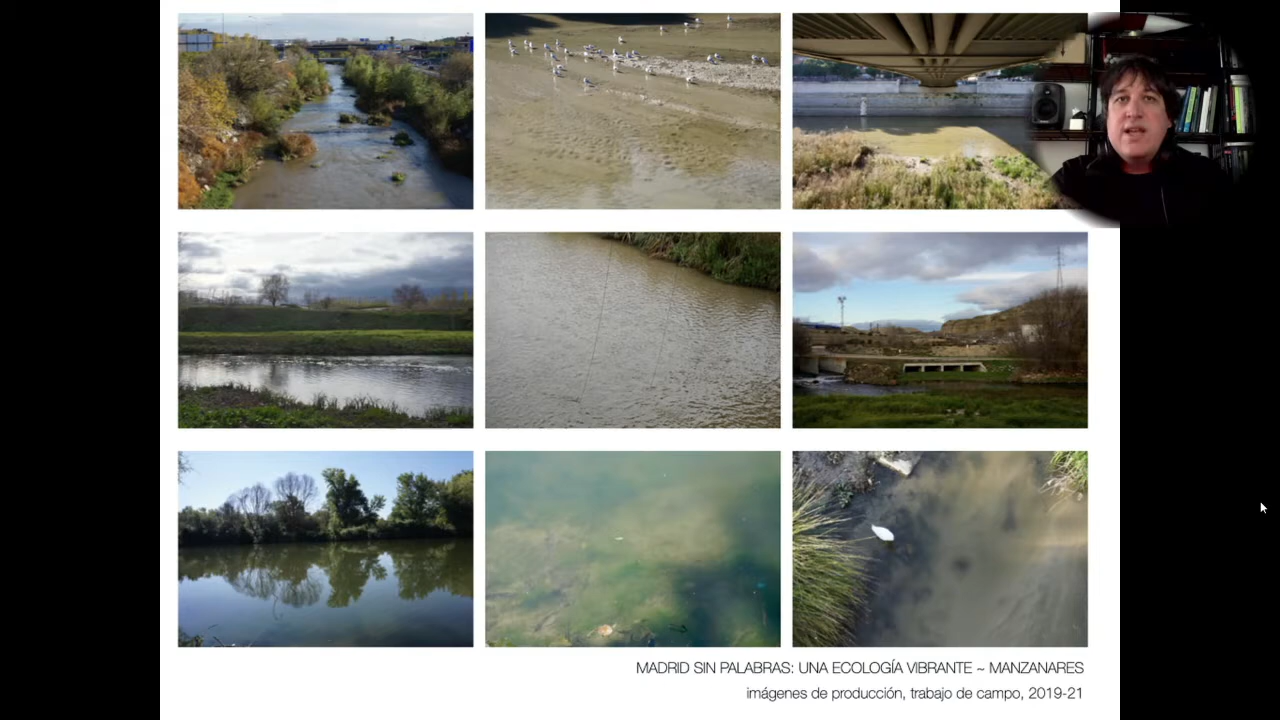 MADRID SIN PALABRAS: UNA ECOLOGÍA VIBRANTE ~ MANZANARES
imágenes de producción, trabajo de campo, 2019-21